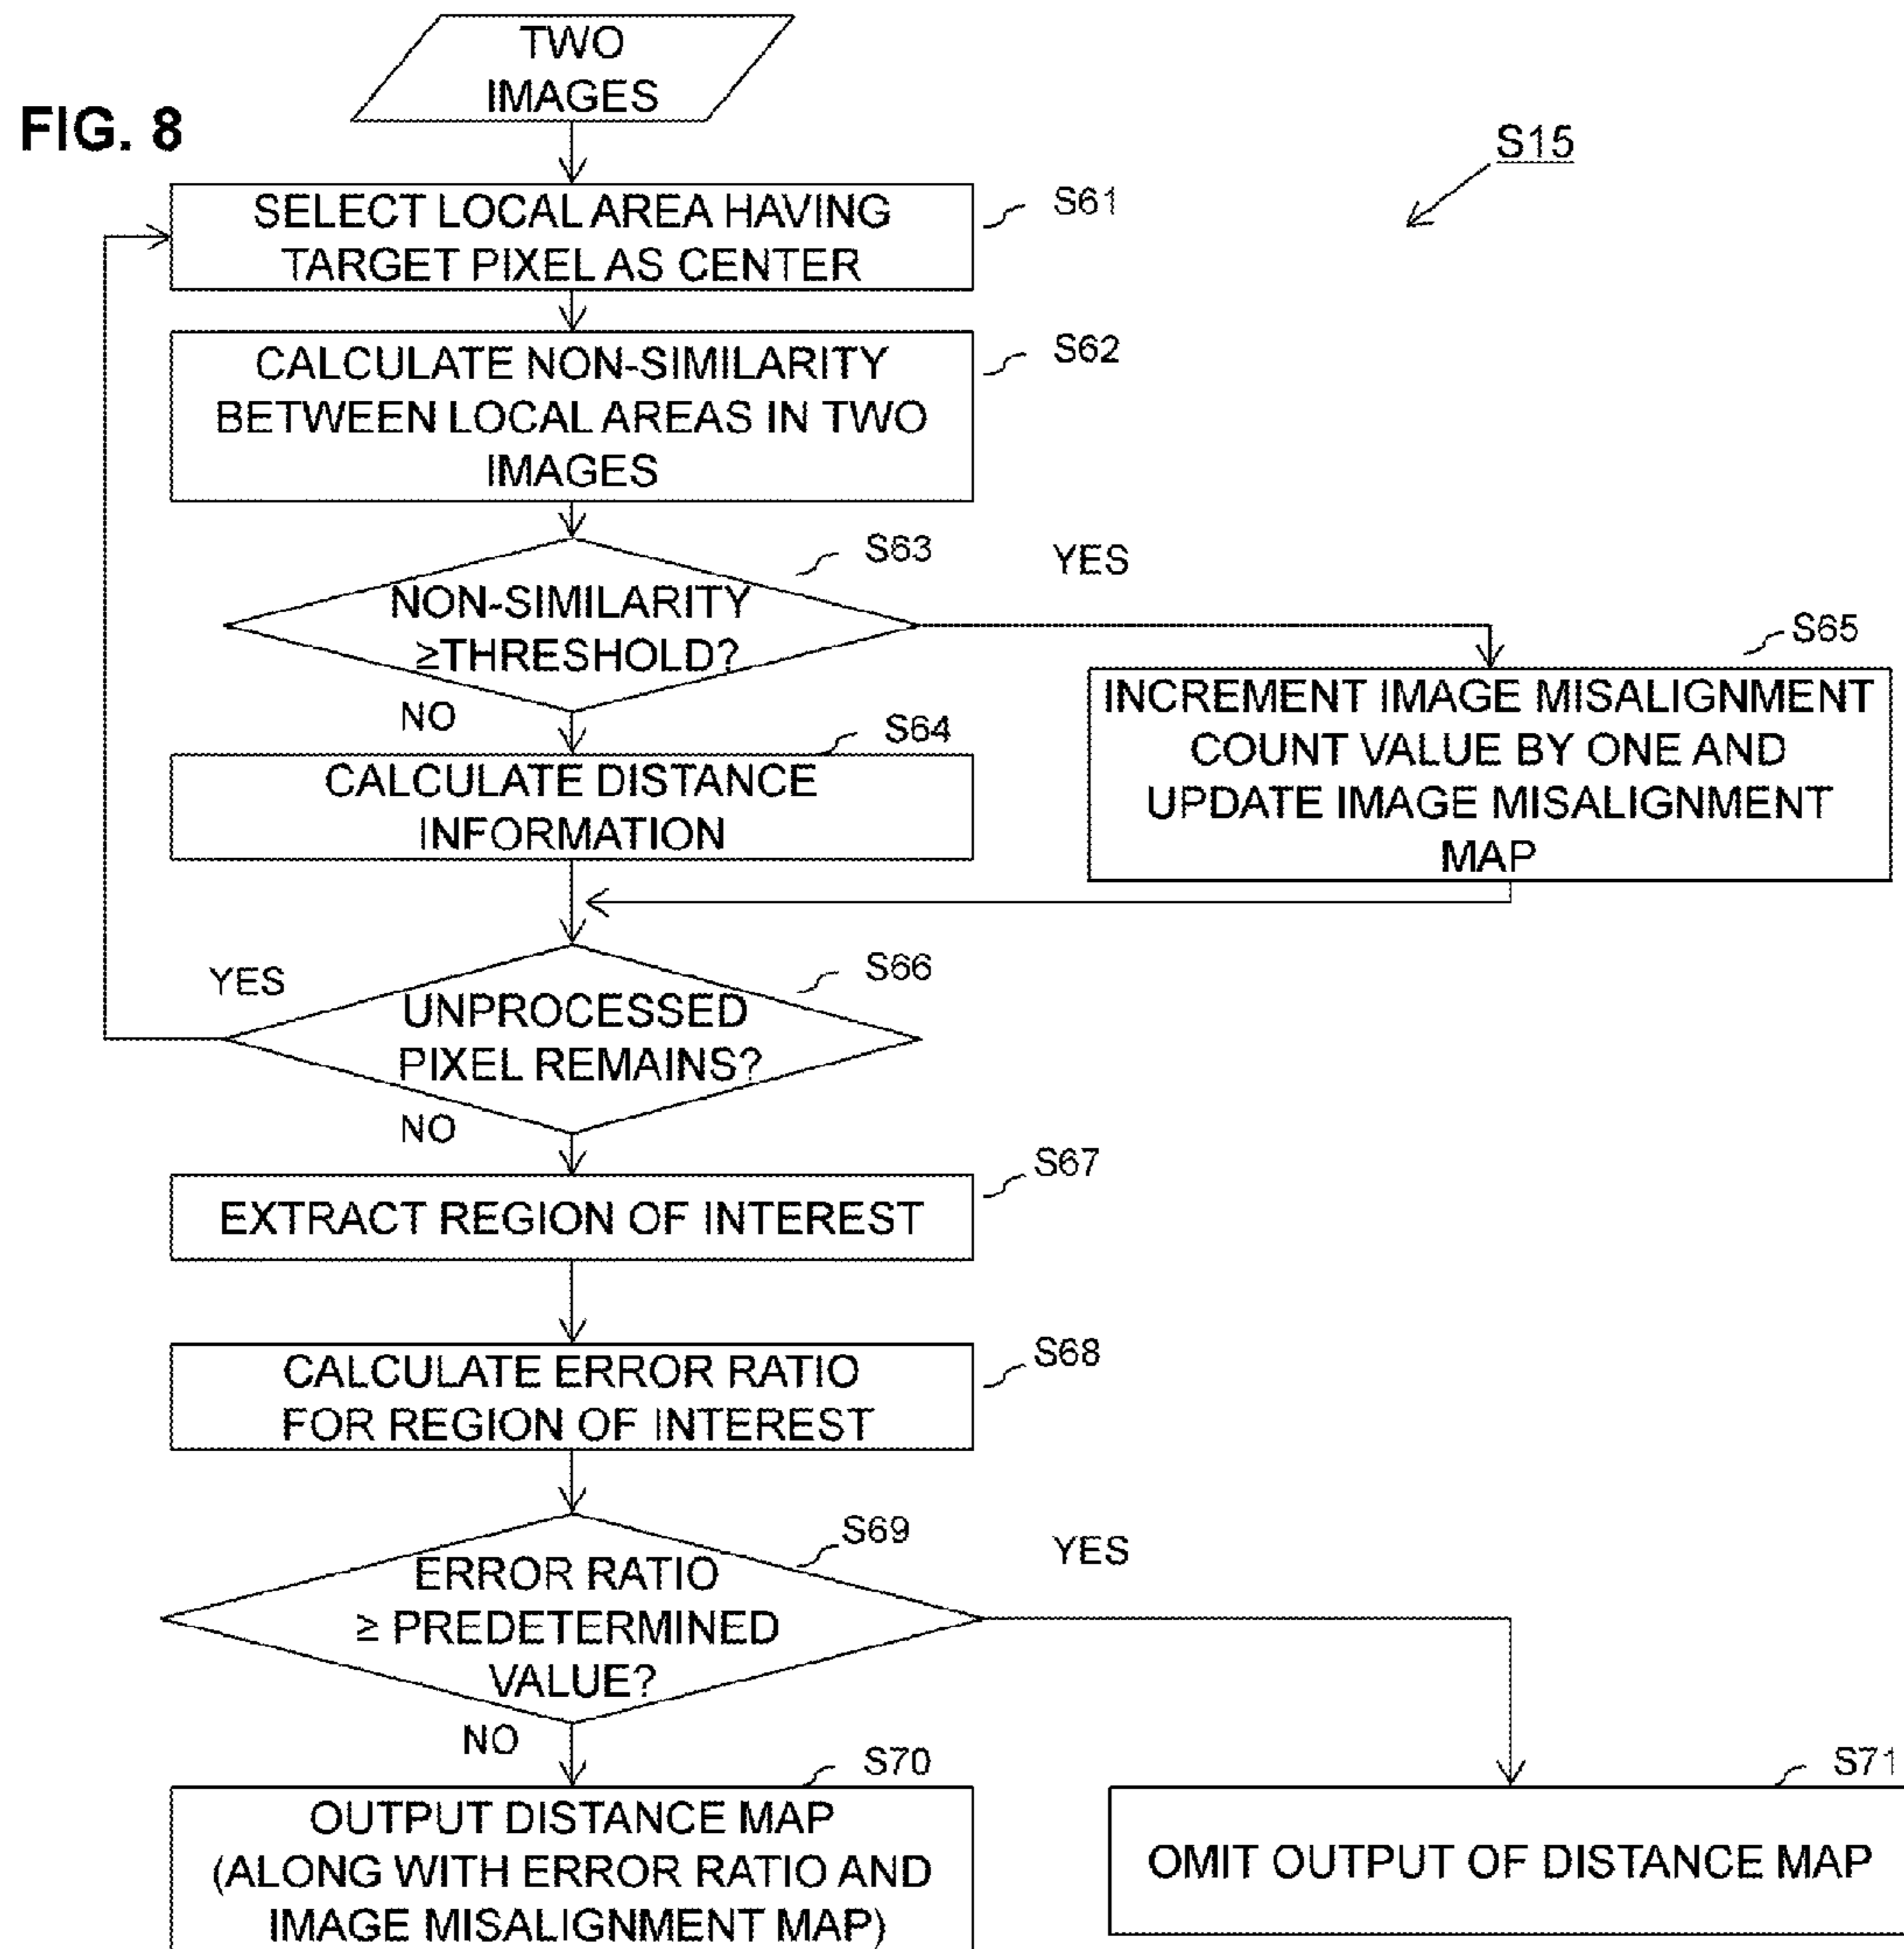 FIG. 8
TWO
IMAGES
S15
SELECT LOCAL AREA HAVING
TARGET PIXEL AS CENTER
S61
CALCULATE NON-SIMILARITY
BETWEEN LOCAL AREAS IN TWO
IMAGES
S62
NON-SIMILARITY
≥THRESHOLD?
S63
YES
NO
CALCULATE DISTANCE
INFORMATION
S64
INCREMENT IMAGE MISALIGNMENT
COUNT VALUE BY ONE AND
UPDATE IMAGE MISALIGNMENT
MAP
S65
UNPROCESSED
PIXEL REMAINS?
S66
YES
NO
EXTRACT REGION OF INTEREST
S67
CALCULATE ERROR RATIO
FOR REGION OF INTEREST
S68
ERROR RATIO
≥ PREDETERMINED
VALUE?
S69
YES
NO
OUTPUT DISTANCE MAP
(ALONG WITH ERROR RATIO AND
IMAGE MISALIGNMENT MAP)
S70
OMIT OUTPUT OF DISTANCE MAP
S71